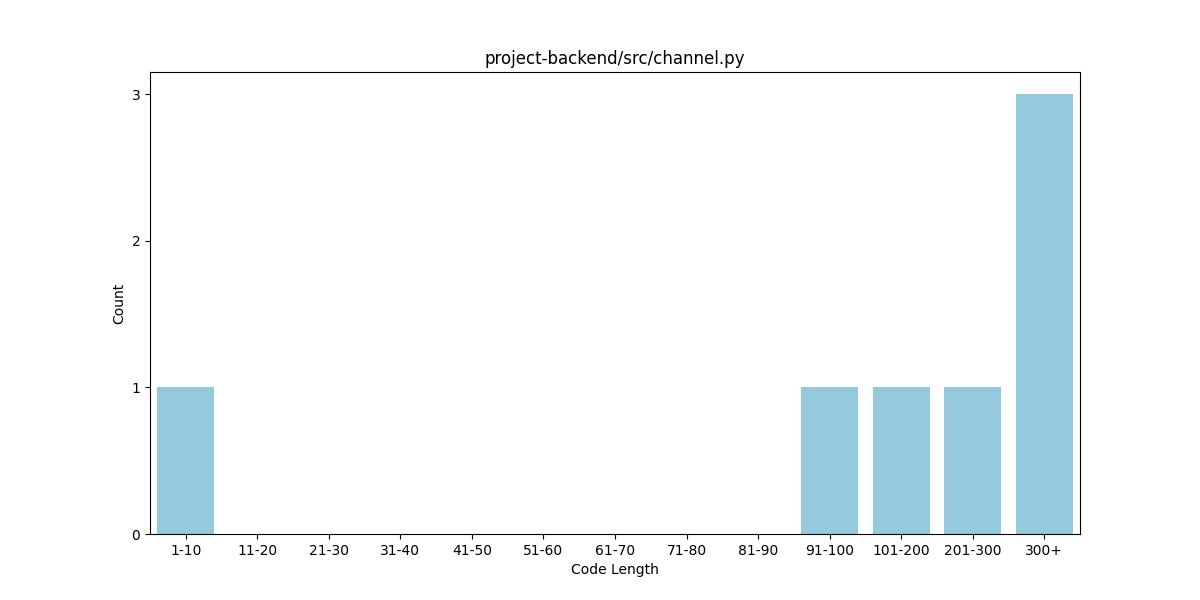 project-backend/src/channel.py
3
2
1
0
Count
1-10 11-20 21-30 31-40 41-50 51-60 61-70 71-80 81-90 91-100 101-200 201-300 300+
Code Length